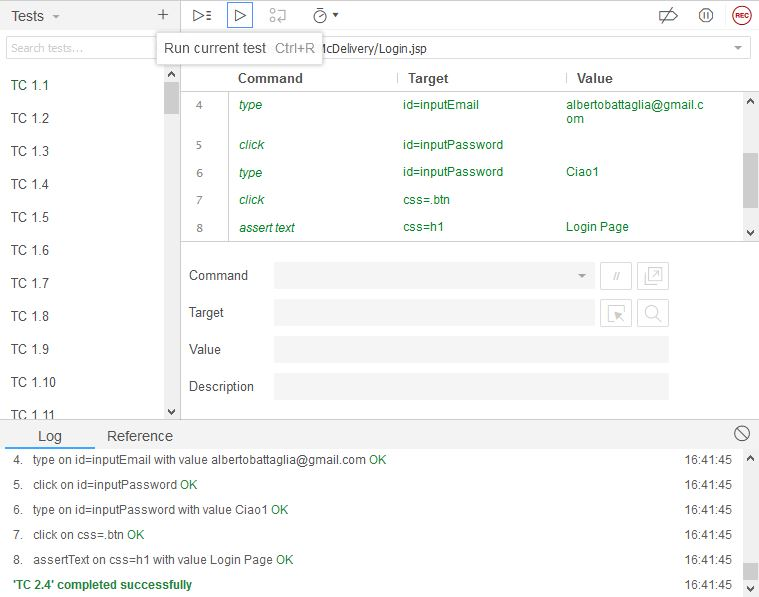 Tests
REC
Search tests...
Run current test Ctrl+R
cDelivery/Login.jsp
Command Target Value
TC 1.1
TC 1.2
TC 1.3
TC 1.4
TC 1.5
TC 1.6
TC 1.7
TC 1.8
TC 1.9
TC 1.10
TC 1.11
4 type id=inputEmail albertobattaglia@gmail.c
om
5 click id=inputPassword
6 type id=inputPassword Ciao1
7 click css=.btn
8 assert text css=h1 Login Page
Command //
Target
Value
Description
Log Reference
4. type on id=inputEmail with value albertobattaglia@gmail.com OK 16:41:45
5. click on id=inputPassword OK 16:41:45
6. type on id=inputPassword with value Ciao1 OK 16:41:45
7. click on css=.btn OK 16:41:45
8. assertText on css=h1 with value Login Page OK 16:41:45
'TC 2.4' completed successfully 16:41:45